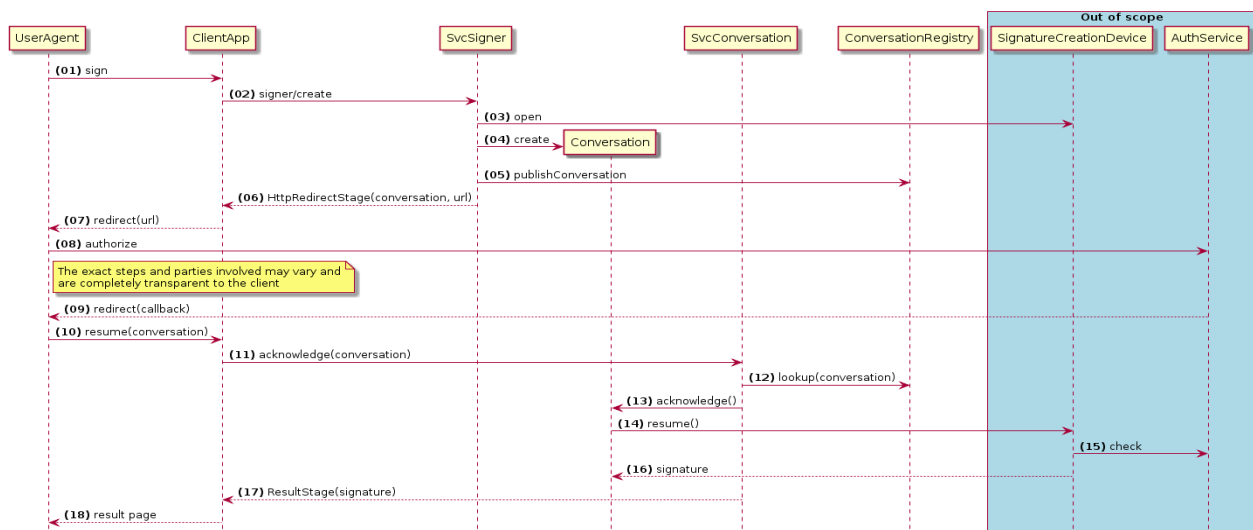 Out of scope
UserAgent
ClientApp
SvcSigner
SvcConversation
ConversationRegistry
SignatureCreationDevice
AuthService
(01) sign
(02) signer/create
(03) open
(04) create
Conversation
(05) publishConversation
(06) HttpRedirectStage(conversation, url)
(07) redirect(url)
(08) authorize
The exact steps and parties involved may vary and
are completely transparent to the client
(09) redirect(callback)
(10) resume(conversation)
(11) acknowledge(conversation)
(12) lookup(conversation)
(13) acknowledge()
(14) resume()
(15) check
(16) signature
(17) ResultStage(signature)
(18) result page